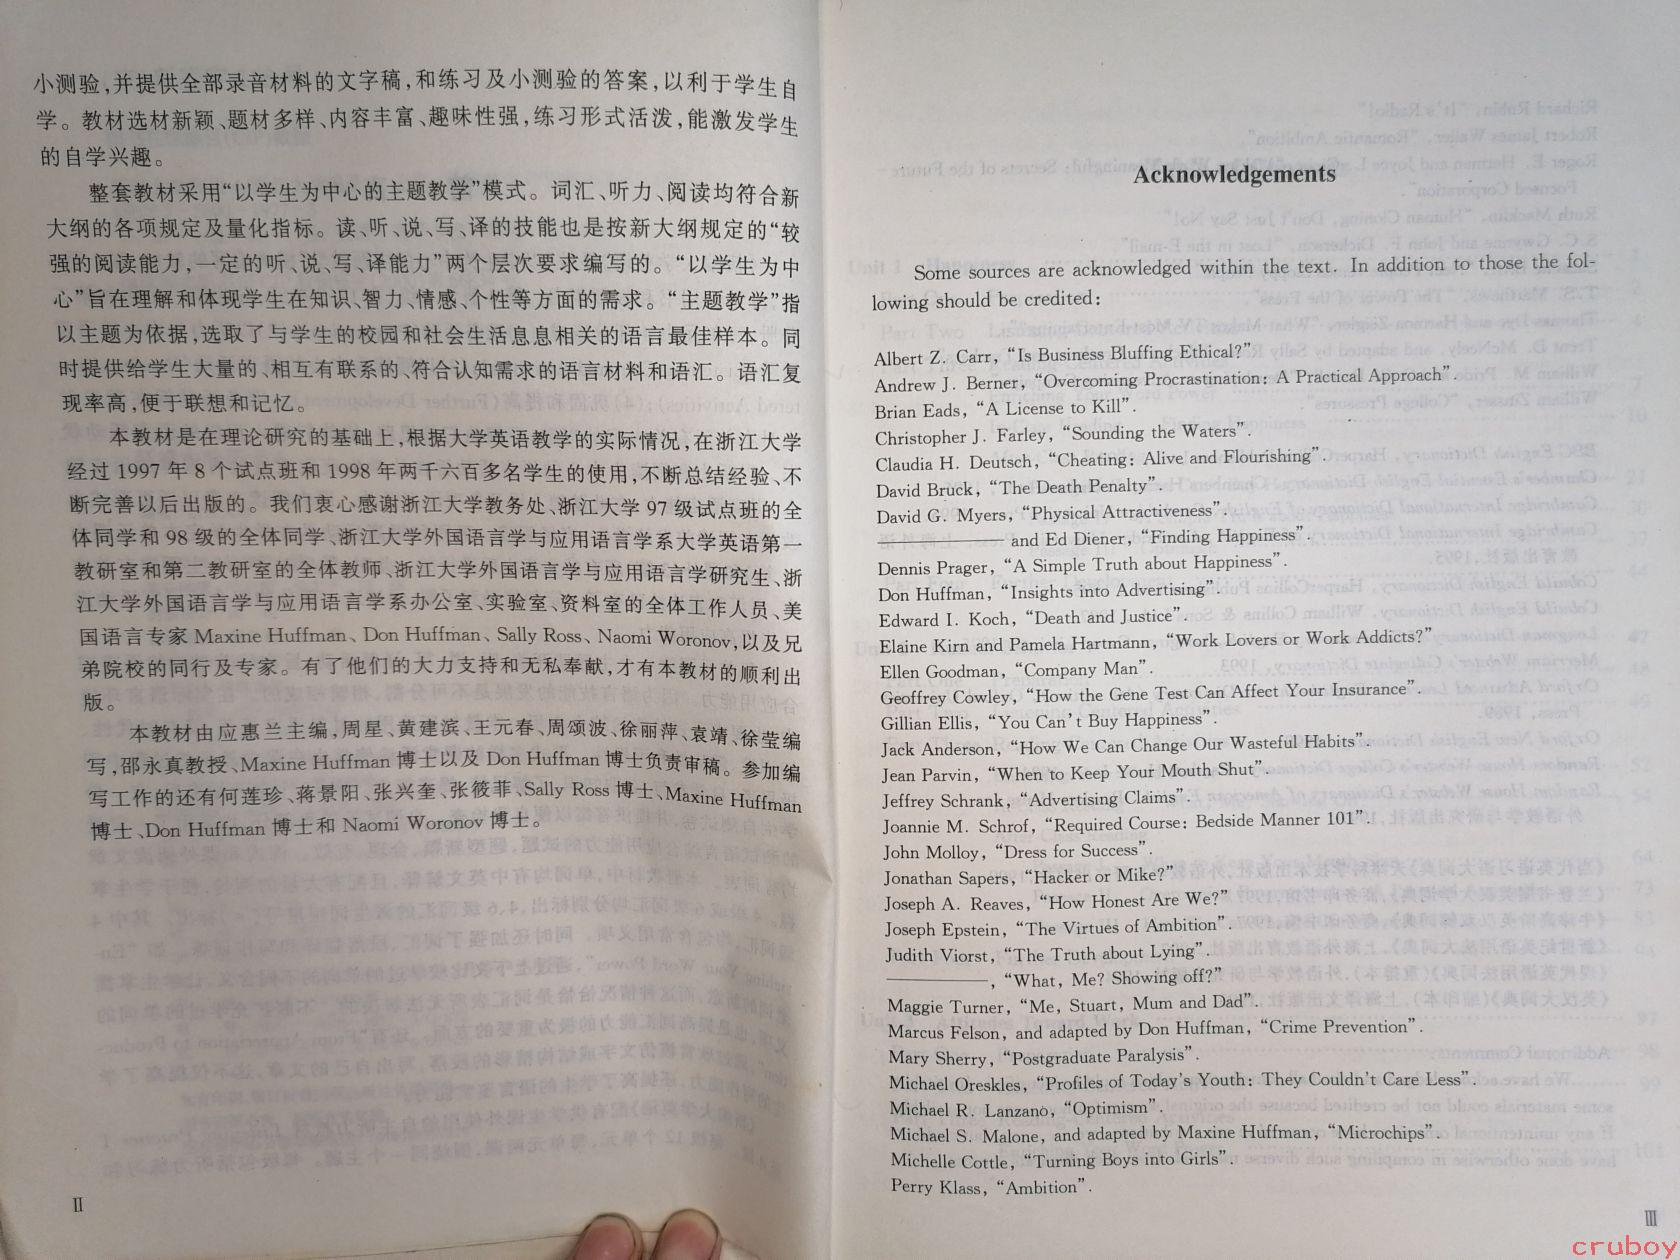 小测验,并提供全部录音材料的文字稿,和练习及小测验的答案,以利于学生自
学。教材选材新颖、题材多样、内容丰富、趣味性强,练习形式活泼,能激发学生
的自学兴趣。
整套教材采用“以学生为中心的主题教学”模式。词汇、听力、阅读均符合新
大纲的各项规定及量化指标。读、听、说、写、译的技能也是按新大纲规定的“较
强的阅读能力,一定的听、说、写、译能力”两个层次要求编写的。“以学生为中
心”旨在理解和体现学生在知识、智力、情感、个性等方面的需求。“主题教学”指
以主题为依据,选取了与学生的校园和社会生活息息相关的语言最佳样本。同
时提供给学生大量的、相互有联系的、符合认知需求的语言材料和语汇。语汇复
现率高,便于联想和记忆。
本教材是在理论研究的基础上,根据大学英语教学的实际情况,在浙江大学
经过 1997 年 8 个试点班和 1998 年两千六百多名学生的使用,不断总结经验、不
断完善以后出版的。我们衷心感谢浙江大学教务处、浙江大学 97 级试点班的全
体同学和 98 级的全体同学、浙江大学外国语言学与应用语言学系大学英语第一
教研室和第二教研室的全体教师、浙江大学外国语言学与应用语言学研究生、浙
江大学外国语言学与应用语言学系办公室、实验室、资料室的全体工作人员、美
国语言专家 Maxine Huffman、Don Huffman、Sally Ross、Naomi Woronov,以及兄
弟院校的同行及专家。有了他们的大力支持和无私奉献,才有本教材的顺利出
版。
本教材由应惠兰主编,周星、黄建滨、王元春、周颂波、徐丽萍、袁靖、徐莹编
写,邵永真教授、Maxine Huffman 博士以及 Don Huffman 博士负责审稿。参加编
写工作的还有何莲珍、蒋景阳、张兴奎、张筱菲、Sally Ross 博士、Maxine Huffman
博士、Don Huffman 博士和 Naomi Woronov 博士。
II
Acknowledgements
Some sources are acknowledged within the text. In addition to those the fol-
lowing should be credited:
Albert Z. Carr, “Is Business Bluffing Ethical?”
Andrew J. Berner, “Overcoming Procrastination: A Practical Approach”.
Brian Eads, “A License to Kill”.
Christopher J. Farley, “Sounding the Waters”.
Claudia H. Deutsch, “Cheating: Alive and Flourishing”.
David Bruck, “The Death Penalty”.
David G. Myers, “Physical Attractiveness”.
———— and Ed Diener, “Finding Happiness”.
Dennis Prager, “A Simple Truth about Happiness”.
Don Huffman, “Insights into Advertising”.
Edward I. Koch, “Death and Justice”.
Elaine Kirn and Pamela Hartmann, “Work Lovers or Work Addicts?”
Ellen Goodman, “Company Man”.
Geoffrey Cowley, “How the Gene Test Can Affect Your Insurance”.
Gillian Ellis, “You Can't Buy Happiness”.
Jack Anderson, “How We Can Change Our Wasteful Habits”.
Jean Parvin, “When to Keep Your Mouth Shut”.
Jeffrey Schrank, “Advertising Claims”.
Joannie M. Schrof, “Required Course: Bedside Manner 101”.
John Molloy, “Dress for Success”.
Jonathan Sapers, “Hacker or Mike?”
Joseph A. Reaves, “How Honest Are We?”
Joseph Epstein, “The Virtues of Ambition”.
Judith Viorst, “The Truth about Lying”.
————, “What, Me? Showing off?”
Maggie Turner, “Me, Stuart, Mum and Dad”.
Marcus Felson, and adapted by Don Huffman, “Crime Prevention”.
Mary Sherry, “Postgraduate Paralysis”.
Michael Oreskles, “Profiles of Today's Youth: They Couldn't Care Less”.
Michael R. Lanzano, “Optimism”.
Michael S. Malone, and adapted by Maxine Huffman, “Microchips”.
Michelle Cottle, “Turning Boys into Girls”.
Perry Klass, “Ambition”.
III
cruboy